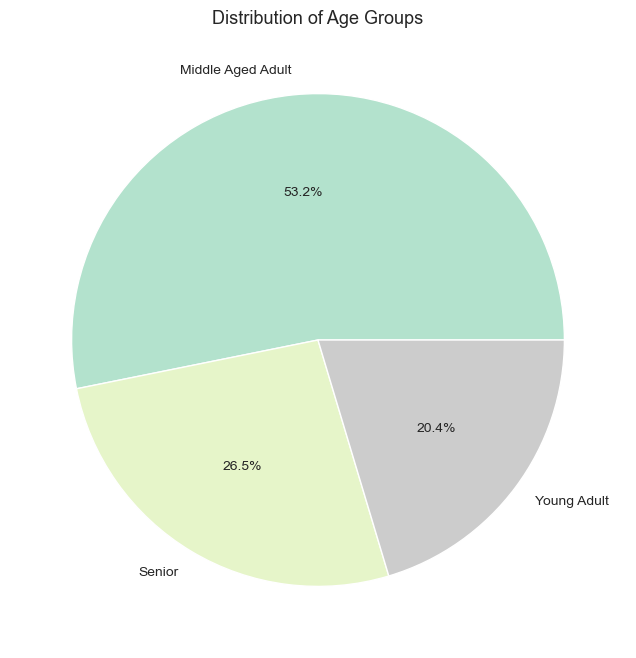 Distribution of Age Groups
Middle Aged Adult
53.2%
20.4%
26.5%
Young Adult
Senior